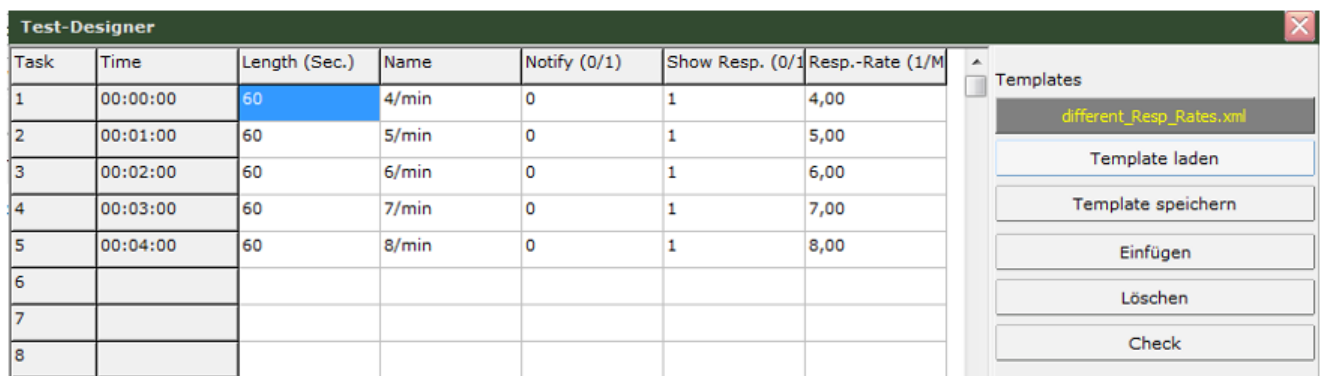 Test-Designer
Task Time Length (Sec.) Name Notify (0/1) Show Resp. (0/1 Resp.-Rate (1/M
1 00:00:00 60 4/min 0 1 4,00
2 00:01:00 60 5/min 0 1 5,00
3 00:02:00 60 6/min 0 1 6,00
4 00:03:00 60 7/min 0 1 7,00
5 00:04:00 60 8/min 0 1 8,00
6
7
8
Templates
different_Resp_Rates.xml
Template laden
Template speichern
Einfügen
Löschen
Check